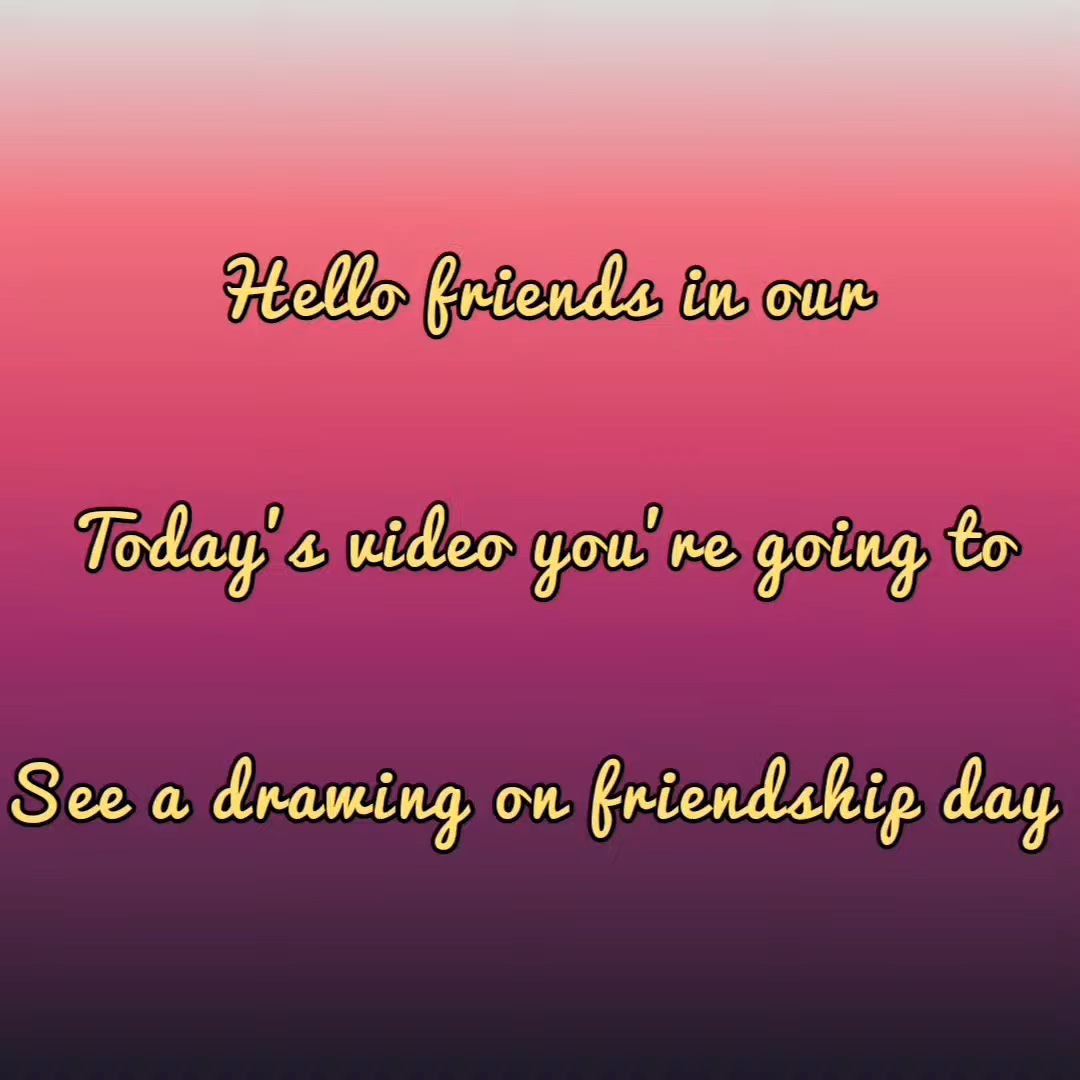 Hello friends in our
Today's video you're going to
See a drawing on friendship day